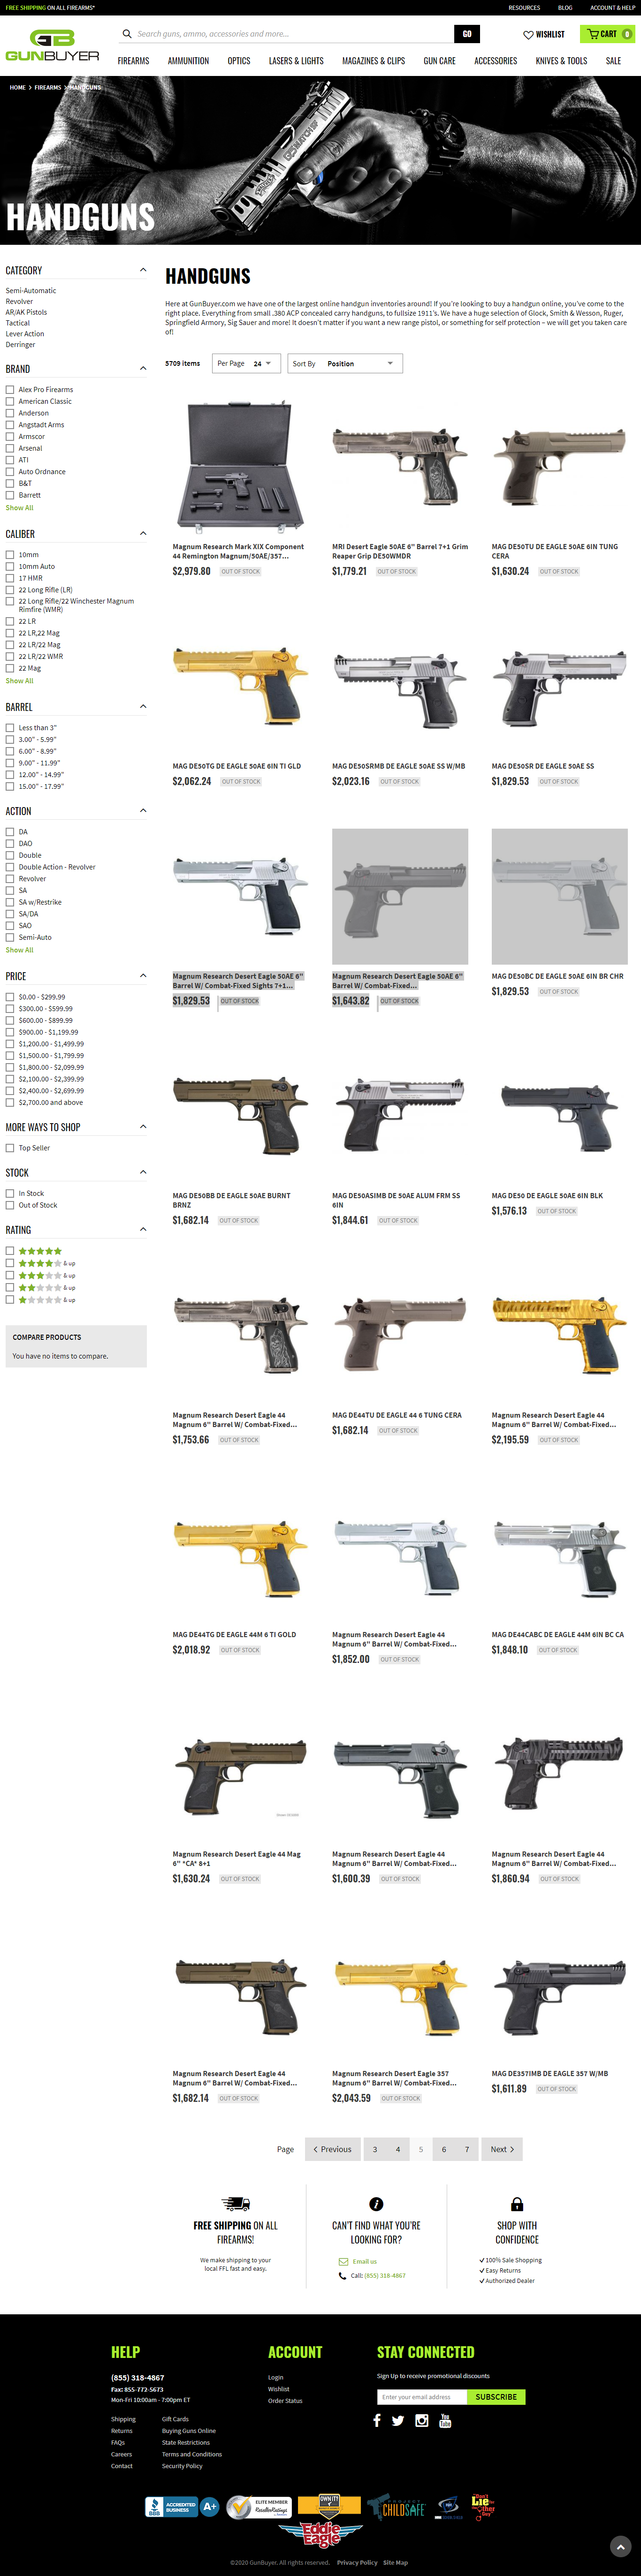 FREE SHIPPING ON ALL FIREARMS*
RESOURCES BLOG ACCOUNT & HELP
GB
GUNBUYER
Search guns, ammo, accessories and more...
GO
WISHLIST
CART 0
FIREARMS AMMUNITION OPTICS LASERS & LIGHTS MAGAZINES & CLIPS GUN CARE ACCESSORIES KNIVES & TOOLS SALE
HOME > FIREARMS > HANDGUNS
HANDGUNS
CATEGORY
Semi-Automatic
Revolver
AR/AK Pistols
Tactical
Lever Action
Derringer
BRAND
Alex Pro Firearms
American Classic
Anderson
Angstadt Arms
Armscor
Arsenal
ATI
Auto Ordnance
B&T
Barrett
Show All
CALIBER
10mm
10mm Auto
17 HMR
22 Long Rifle (LR)
22 Long Rifle/22 Winchester Magnum
Rimfire (WMR)
22 LR
22 LR,22 Mag
22 LR/22 Mag
22 LR/22 WMR
22 Mag
Show All
BARREL
Less than 3"
3.00" - 5.99"
6.00" - 8.99"
9.00" - 11.99"
12.00" - 14.99"
15.00" - 17.99"
ACTION
DA
DAO
Double
Double Action - Revolver
Revolver
SA
SA w/Restrike
SA/DA
SAO
Semi-Auto
Show All
PRICE
$0.00 - $299.99
$300.00 - $599.99
$600.00 - $899.99
$900.00 - $1,199.99
$1,200.00 - $1,499.99
$1,500.00 - $1,799.99
$1,800.00 - $2,099.99
$2,100.00 - $2,399.99
$2,400.00 - $2,699.99
$2,700.00 and above
MORE WAYS TO SHOP
Top Seller
STOCK
In Stock
Out of Stock
RATING
& up
& up
& up
& up
COMPARE PRODUCTS
You have no items to compare.
HANDGUNS
Here at GunBuyer.com we have one of the largest online handgun inventories around! If you're looking to buy a handgun online, you've come to the
right place. Everything from small .380 ACP concealed carry handguns, to fullsize 1911's. We have a huge selection of Glock, Smith & Wesson, Ruger,
Springfield Armory, Sig Sauer and more! It doesn't matter if you want a new range pistol, or something for self protection – we will get you taken care
of!
5709 items
Per Page 24
Sort By Position
Magnum Research Mark XIX Component
44 Remington Magnum/50AE/357...
$2,979.80 OUT OF STOCK
MRI Desert Eagle 50AE 6" Barrel 7+1 Grim
Reaper Grip DE50WMDR
$1,779.21 OUT OF STOCK
MAG DE50TU DE EAGLE 50AE 6IN TUNG
CERA
$1,630.24 OUT OF STOCK
MAG DE50TG DE EAGLE 50AE 6IN TI GLD
$2,062.24 OUT OF STOCK
MAG DE50SRMB DE EAGLE 50AE SS W/MB
$2,023.16 OUT OF STOCK
MAG DE50SR DE EAGLE 50AE SS
$1,829.53 OUT OF STOCK
Magnum Research Desert Eagle 50AE 6"
Barrel W/ Combat-Fixed Sights 7+1...
$1,829.53 OUT OF STOCK
Magnum Research Desert Eagle 50AE 6"
Barrel W/ Combat-Fixed...
$1,643.82 OUT OF STOCK
MAG DE50BC DE EAGLE 50AE 6IN BR CHR
$1,829.53 OUT OF STOCK
MAG DE50BB DE EAGLE 50AE BURNT
BRNZ
$1,682.14 OUT OF STOCK
MAG DE50ASIMB DE 50AE ALUM FRM SS
6IN
$1,844.61 OUT OF STOCK
MAG DE50 DE EAGLE 50AE 6IN BLK
$1,576.13 OUT OF STOCK
Magnum Research Desert Eagle 44
Magnum 6" Barrel W/ Combat-Fixed...
$1,753.66 OUT OF STOCK
MAG DE44TU DE EAGLE 44 6 TUNG CERA
$1,682.14 OUT OF STOCK
Magnum Research Desert Eagle 44
Magnum 6" Barrel W/ Combat-Fixed...
$2,195.59 OUT OF STOCK
MAG DE44TG DE EAGLE 44M 6 TI GOLD
$2,018.92 OUT OF STOCK
Magnum Research Desert Eagle 44
Magnum 6" Barrel W/ Combat-Fixed...
$1,852.00 OUT OF STOCK
MAG DE44CABC DE EAGLE 44M 6IN BC CA
$1,848.10 OUT OF STOCK
Magnum Research Desert Eagle 44 Mag
6" *CA* 8+1
$1,630.24 OUT OF STOCK
Magnum Research Desert Eagle 44
Magnum 6" Barrel W/ Combat-Fixed...
$1,600.39 OUT OF STOCK
Magnum Research Desert Eagle 44
Magnum 6" Barrel W/ Combat-Fixed...
$1,860.94 OUT OF STOCK
Magnum Research Desert Eagle 44
Magnum 6" Barrel W/ Combat-Fixed...
$1,682.14 OUT OF STOCK
Magnum Research Desert Eagle 357
Magnum 6" Barrel W/ Combat-Fixed...
$2,043.59 OUT OF STOCK
MAG DE357IMB DE EAGLE 357 W/MB
$1,611.89 OUT OF STOCK
Page < Previous 3 4 5 6 7 Next >
FREE SHIPPING ON ALL
FIREARMS!
We make shipping to your
local FFL fast and easy.
CAN'T FIND WHAT YOU'RE
LOOKING FOR?
Email us
Call: (855) 318-4867
SHOP WITH
CONFIDENCE
100% Sale Shopping
Easy Returns
Authorized Dealer
HELP
(855) 318-4867
Fax: 855-772-5673
Mon-Fri 10:00am - 7:00pm ET
Shipping Gift Cards
Returns Buying Guns Online
FAQs State Restrictions
Careers Terms and Conditions
Contact Security Policy
ACCOUNT
Login
Wishlist
Order Status
STAY CONNECTED
Sign Up to receive promotional discounts
Enter your email address SUBSCRIBE
You Tube
BBB ACCREDITED BUSINESS A+
ELITE MEMBER
ResellerRatings
OWN IT?
CHILDSAFE
Don't Lie for the Other Guy
Eddie Eagle
©2020 GunBuyer. All rights reserved. Privacy Policy Site Map